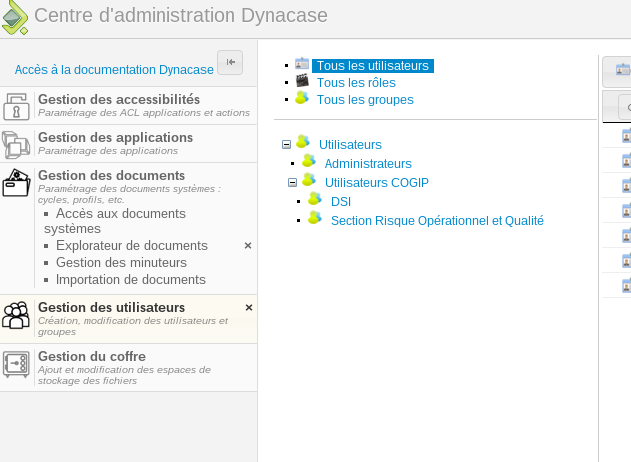 Centre d'administration Dynacase
Accès à la documentation Dynacase
Gestion des accessibilités
Paramétrage des ACL applications et actions
Gestion des applications
Paramétrage des applications
Gestion des documents
Paramétrage des documents systèmes :
cycles, profils, etc.
Accès aux documents
systèmes
Explorateur de documents
Gestion des minuteurs
Importation de documents
Gestion des utilisateurs
Création, modification des utilisateurs et
groupes
Gestion du coffre
Ajout et modification des espaces de
stockage des fichiers
Tous les utilisateurs
Tous les rôles
Tous les groupes
Utilisateurs
Administrateurs
Utilisateurs COGIP
DSI
Section Risque Opérationnel et Qualité